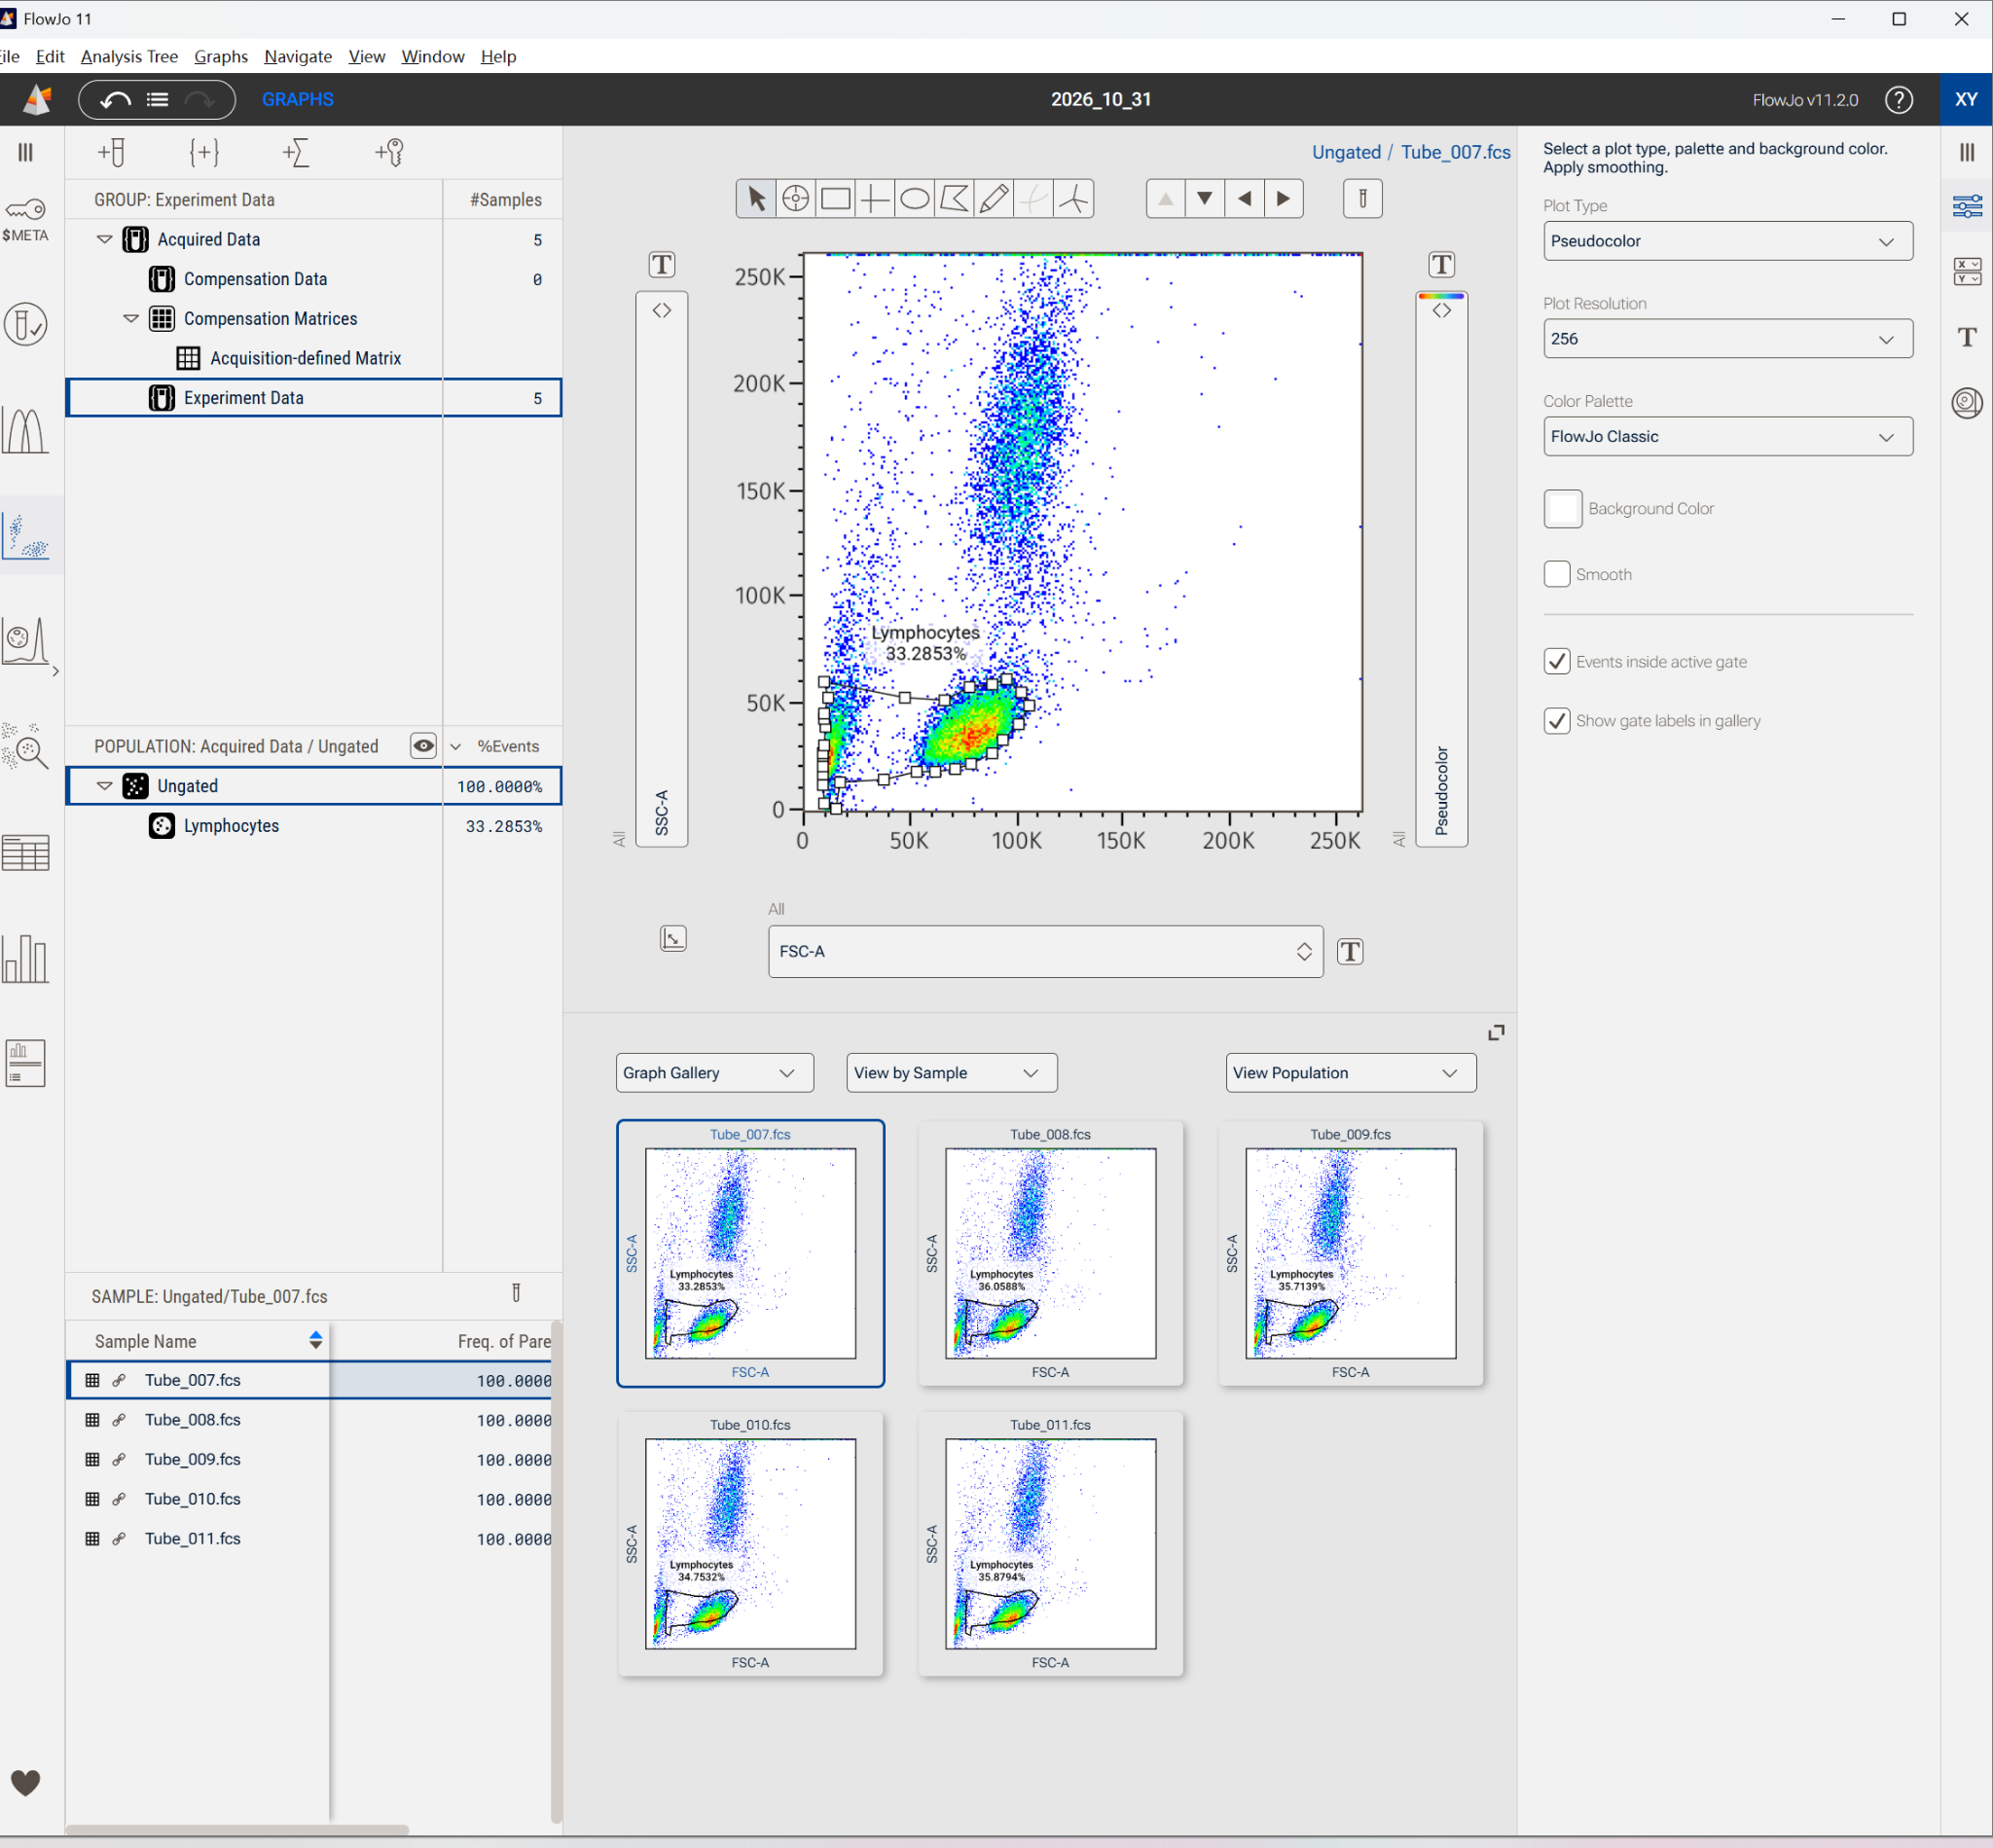 FlowJo 11
ile Edit Analysis Tree Graphs Navigate View Window Help
GRAPHS
2026_10_31
FlowJo v11.2.0
?
XY
$META
GROUP: Experiment Data #Samples
Acquired Data 5
Compensation Data 0
Compensation Matrices
Acquisition-defined Matrix
Experiment Data 5
POPULATION: Acquired Data / Ungated %Events
Ungated 100.0000%
Lymphocytes 33.2853%
SAMPLE: Ungated/Tube_007.fcs
Sample Name Freq. of Pare
Tube_007.fcs 100.0000
Tube_008.fcs 100.0000
Tube_009.fcs 100.0000
Tube_010.fcs 100.0000
Tube_011.fcs 100.0000
Ungated / Tube_007.fcs
T
T
250K
200K
150K
100K
50K
0
Lymphocytes
33.2853%
0 50K 100K 150K 200K 250K
All
SSC-A
All
Pseudocolor
All
FSC-A
T
Graph Gallery
View by Sample
View Population
Tube_007.fcs
SSC-A
Lymphocytes
33.2853%
FSC-A
Tube_008.fcs
SSC-A
Lymphocytes
36.0588%
FSC-A
Tube_009.fcs
SSC-A
Lymphocytes
35.7139%
FSC-A
Tube_010.fcs
SSC-A
Lymphocytes
34.7532%
FSC-A
Tube_011.fcs
SSC-A
Lymphocytes
35.8794%
FSC-A
Select a plot type, palette and background color.
Apply smoothing.
Plot Type
Pseudocolor
Plot Resolution
256
Color Palette
FlowJo Classic
Background Color
Smooth
Events inside active gate
Show gate labels in gallery
X
Y
T